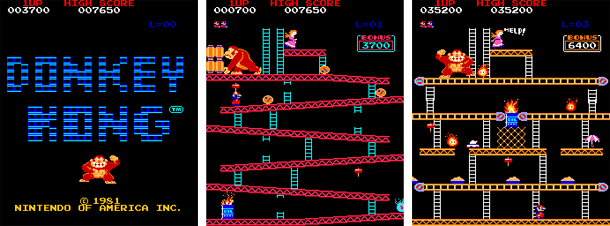 1UP HIGH SCORE
003700 007650
L=00
DONKEY
KONG
TM
© 1981
NINTENDO OF AMERICA INC.
1UP HIGH SCORE
000700 007650
L=01
BONUS
3700
1UP HIGH SCORE
035200 035200
L=03
HELP!
BONUS
6400